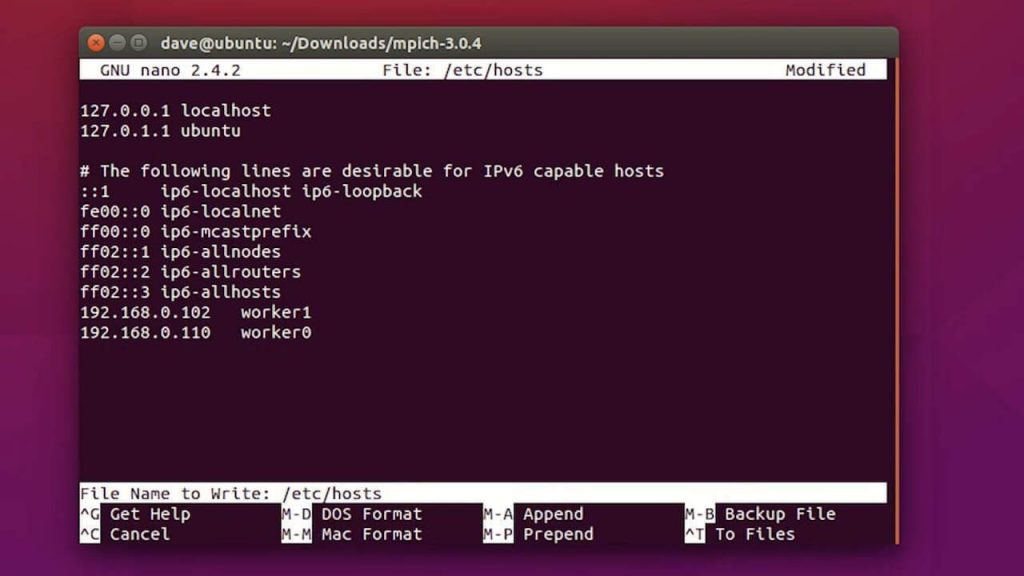 dave@ubuntu: ~/Downloads/mpich-3.0.4
GNU nano 2.4.2 File: /etc/hosts Modified
127.0.0.1 localhost
127.0.1.1 ubuntu
# The following lines are desirable for IPv6 capable hosts
::1 ip6-localhost ip6-loopback
fe00::0 ip6-localnet
ff00::0 ip6-mcastprefix
ff02::1 ip6-allnodes
ff02::2 ip6-allrouters
ff02::3 ip6-allhosts
192.168.0.102 worker1
192.168.0.110 worker0
File Name to Write: /etc/hosts
^G Get Help M-D DOS Format M-A Append M-B Backup File
^C Cancel M-M Mac Format M-P Prepend ^T To Files